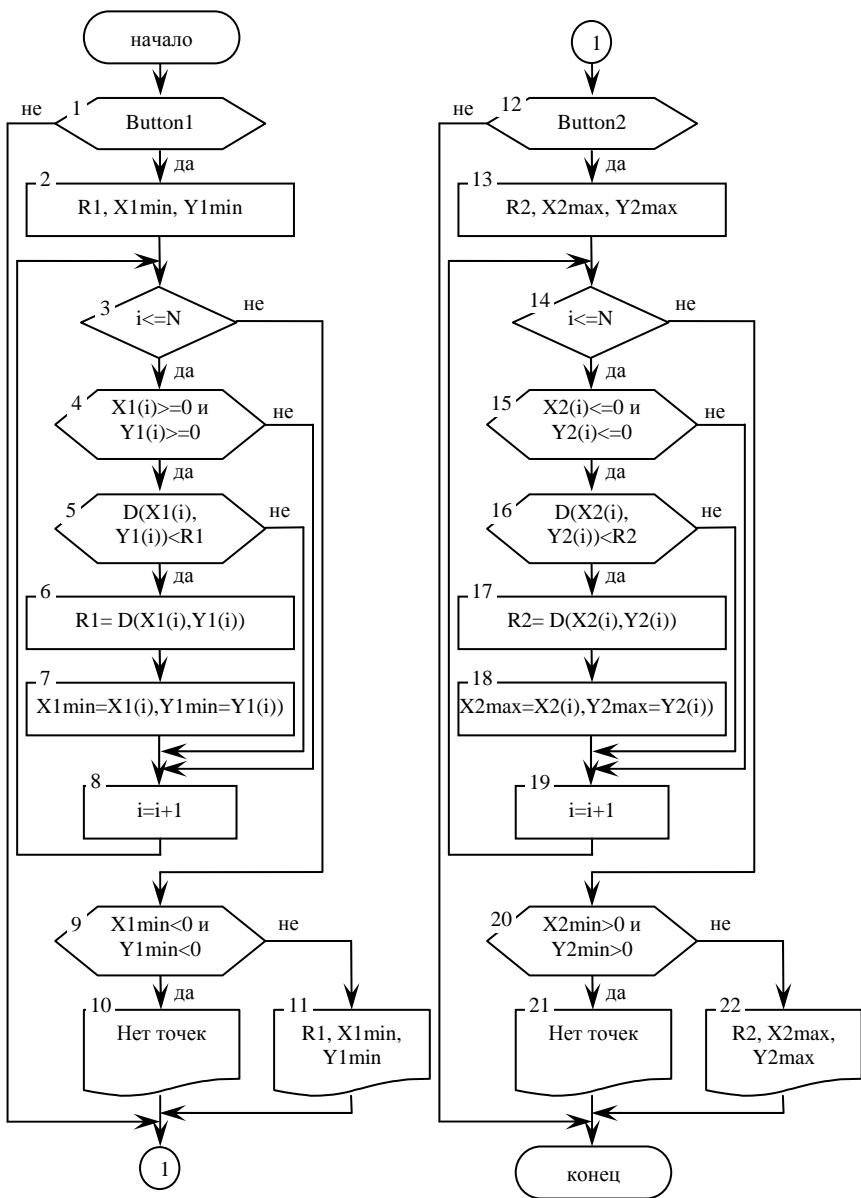 начало
не
1
Button1
да
2
R1, X1min, Y1min
3
i<=N
не
да
4
X1(i)>=0 и
Y1(i)>=0
не
да
5
D(X1(i),
Y1(i))<R1
не
да
6
R1= D(X1(i),Y1(i))
7
X1min=X1(i),Y1min=Y1(i))
8
i=i+1
9
X1min<0 и
Y1min<0
не
да
10
Нет точек
11
R1, X1min,
Y1min
1
1
не
12
Button2
да
13
R2, X2max, Y2max
14
i<=N
не
да
15
X2(i)<=0 и
Y2(i)<=0
не
да
16
D(X2(i),
Y2(i))<R2
не
да
17
R2= D(X2(i),Y2(i))
18
X2max=X2(i),Y2max=Y2(i))
19
i=i+1
20
X2min>0 и
Y2min>0
не
да
21
Нет точек
22
R2, X2max,
Y2max
конец